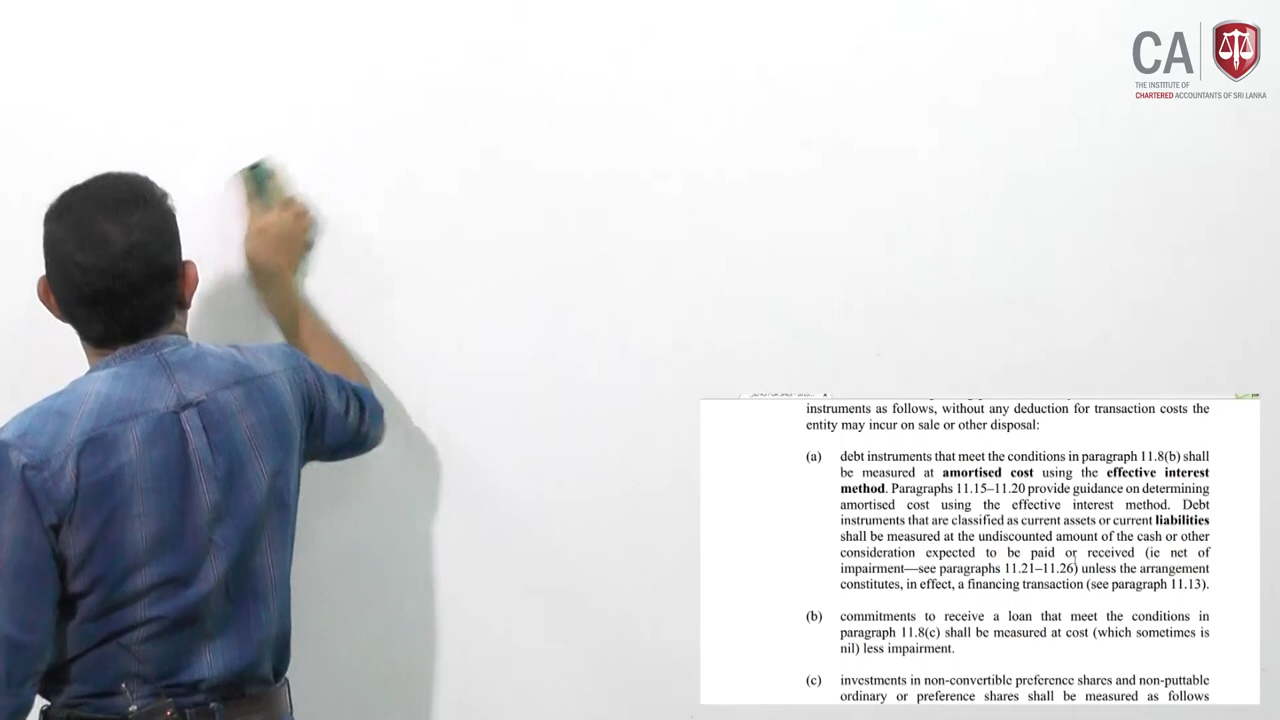 CA
THE INSTITUTE OF
CHARTERED ACCOUNTANTS OF SRI LANKA
instruments as follows, without any deduction for transaction costs the
entity may incur on sale or other disposal:
(a) debt instruments that meet the conditions in paragraph 11.8(b) shall
be measured at amortised cost using the effective interest
method. Paragraphs 11.15–11.20 provide guidance on determining
amortised cost using the effective interest method. Debt
instruments that are classified as current assets or current liabilities
shall be measured at the undiscounted amount of the cash or other
consideration expected to be paid or received (ie net of
impairment—see paragraphs 11.21–11.26) unless the arrangement
constitutes, in effect, a financing transaction (see paragraph 11.13).
(b) commitments to receive a loan that meet the conditions in
paragraph 11.8(c) shall be measured at cost (which sometimes is
nil) less impairment.
(c) investments in non-convertible preference shares and non-puttable
ordinary or preference shares shall be measured as follows